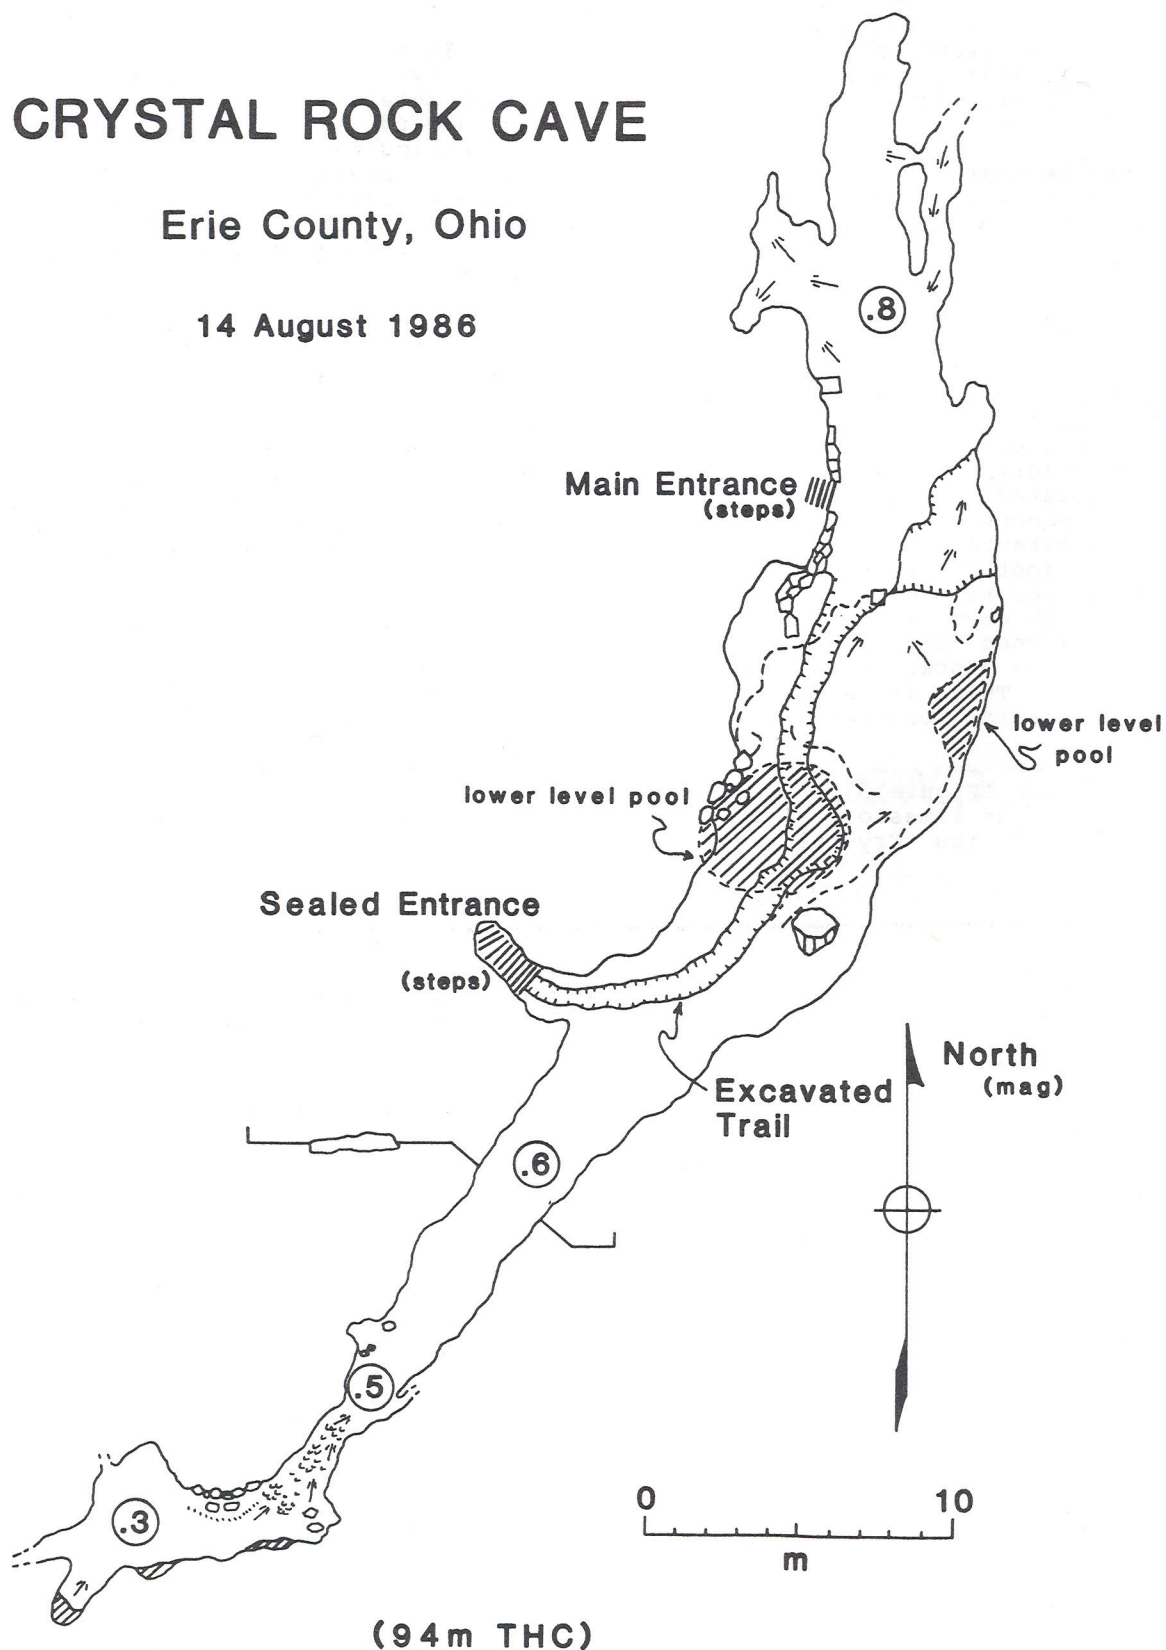 CRYSTAL ROCK CAVE
Erie County, Ohio
14 August 1986
.8
Main Entrance
(steps)
lower level
pool
lower level pool
Sealed Entrance
(steps)
North
(mag)
Excavated
Trail
.6
.5
.3
0 10
m
(94m THC)